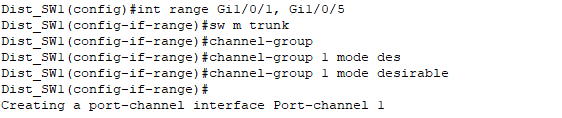 Dist_SW1(config)#int range Gi1/0/1, Gi1/0/5
Dist_SW1(config-if-range)#sw m trunk
Dist_SW1(config-if-range)#channel-group
Dist_SW1(config-if-range)#channel-group 1 mode des
Dist_SW1(config-if-range)#channel-group 1 mode desirable
Dist_SW1(config-if-range)#
Creating a port-channel interface Port-channel 1